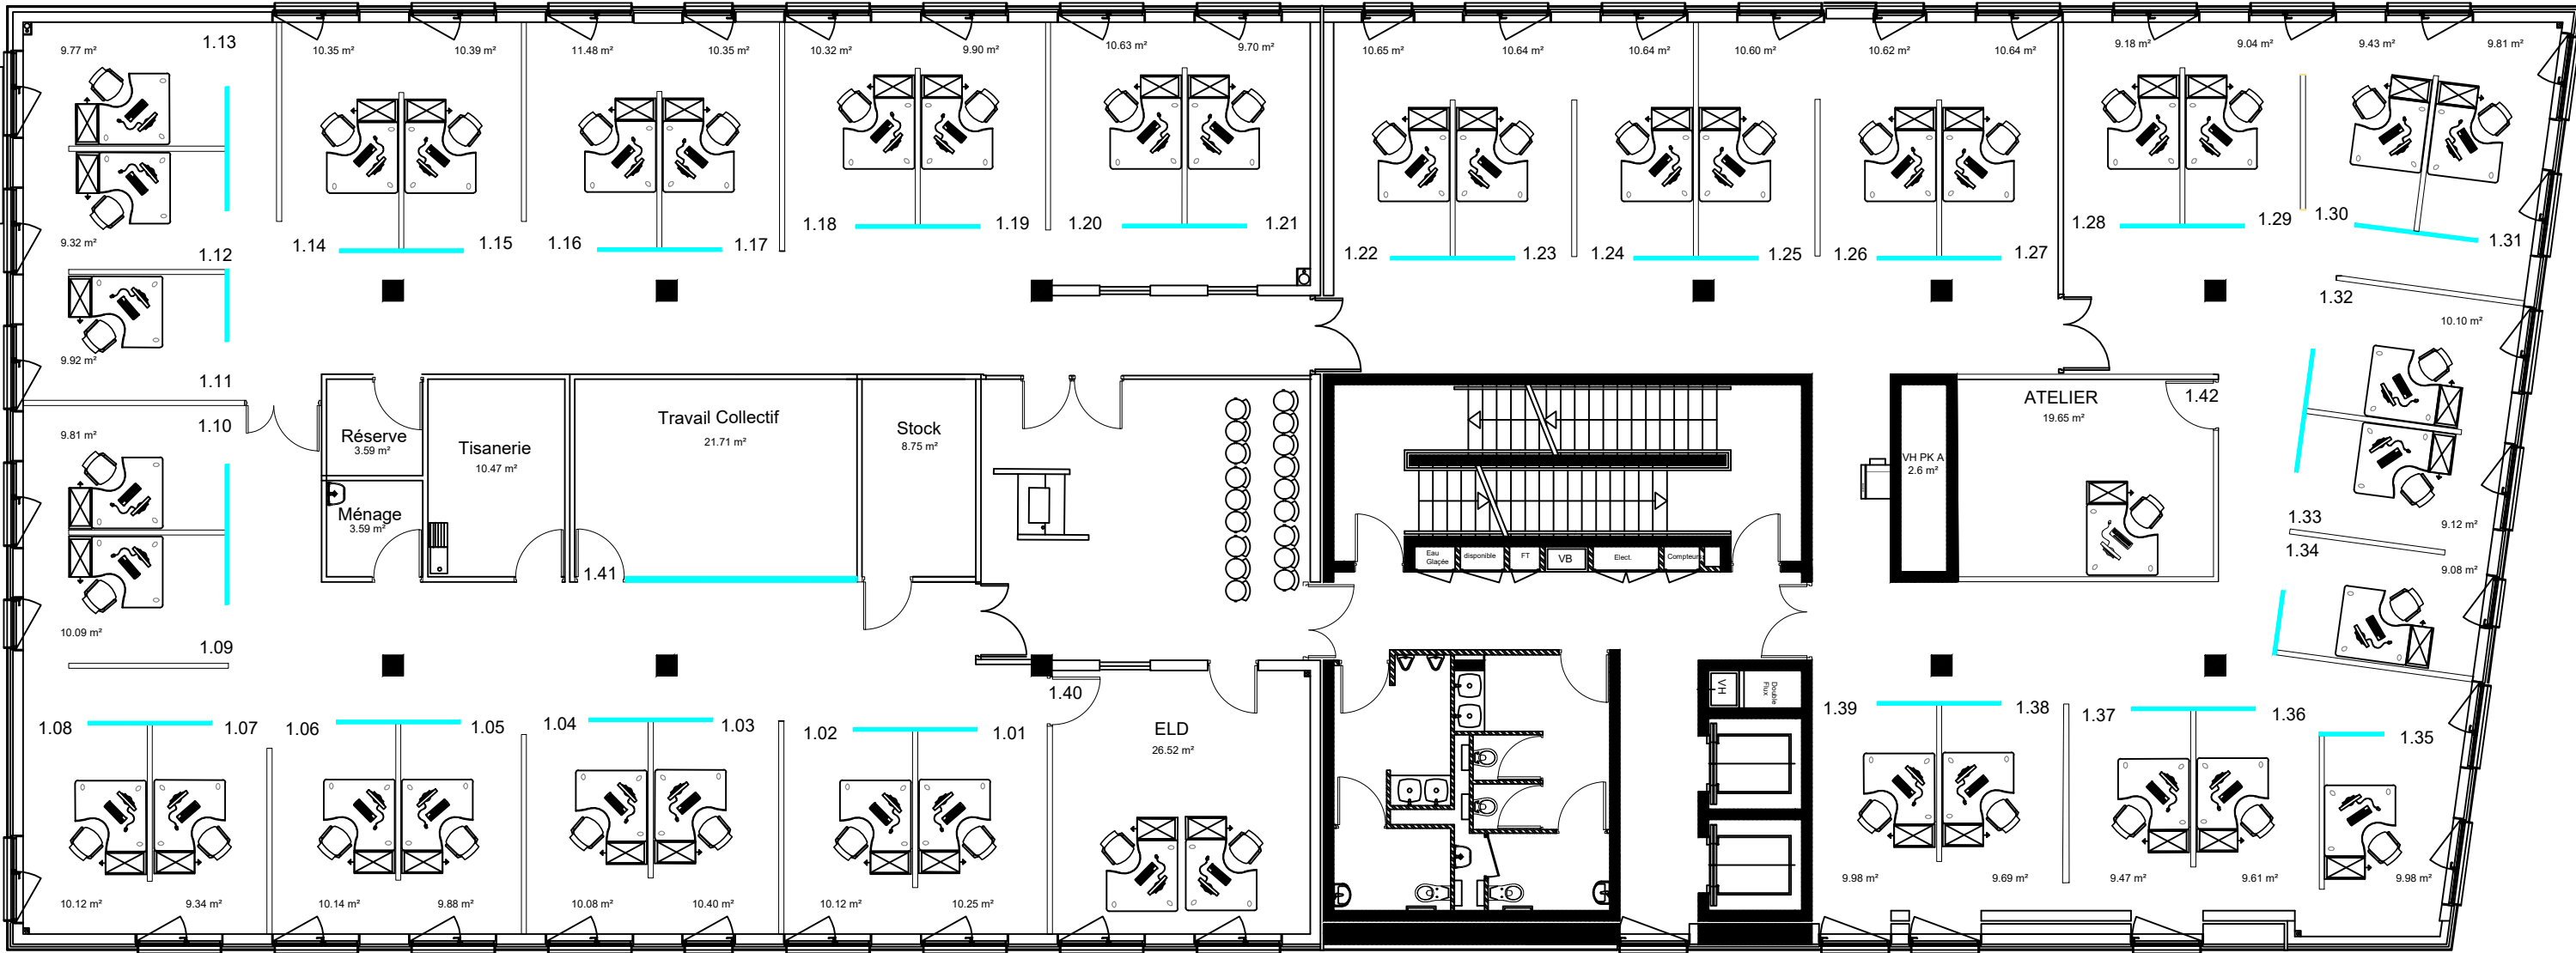 9.77 m²
1.13
10.35 m²
10.39 m²
11.48 m²
10.35 m²
10.32 m²
9.90 m²
10.63 m²
9.70 m²
10.65 m²
10.64 m²
10.64 m²
10.60 m²
10.62 m²
10.64 m²
9.18 m²
9.04 m²
9.43 m²
9.81 m²
9.32 m²
1.12
1.14
1.15
1.16
1.17
1.18
1.19
1.20
1.21
1.22
1.23
1.24
1.25
1.26
1.27
1.28
1.29
1.30
1.31
1.32
10.10 m²
9.92 m²
1.11
1.10
9.81 m²
Réserve
3.59 m²
Tisanerie
10.47 m²
Travail Collectif
21.71 m²
Stock
8.75 m²
ATELIER
19.65 m²
1.42
VH PK A
2.6 m²
Ménage
3.59 m²
1.41
Eau
Glaçée
disponible
FT
VB
Elect.
Compteurs
1.33
9.12 m²
1.34
9.08 m²
10.09 m²
1.09
1.08
1.07
1.06
1.05
1.04
1.03
1.02
1.01
1.40
ELD
26.52 m²
VH
Double
Flux
1.39
1.38
1.37
1.36
1.35
10.12 m²
9.34 m²
10.14 m²
9.88 m²
10.08 m²
10.40 m²
10.12 m²
10.25 m²
9.98 m²
9.69 m²
9.47 m²
9.61 m²
9.98 m²